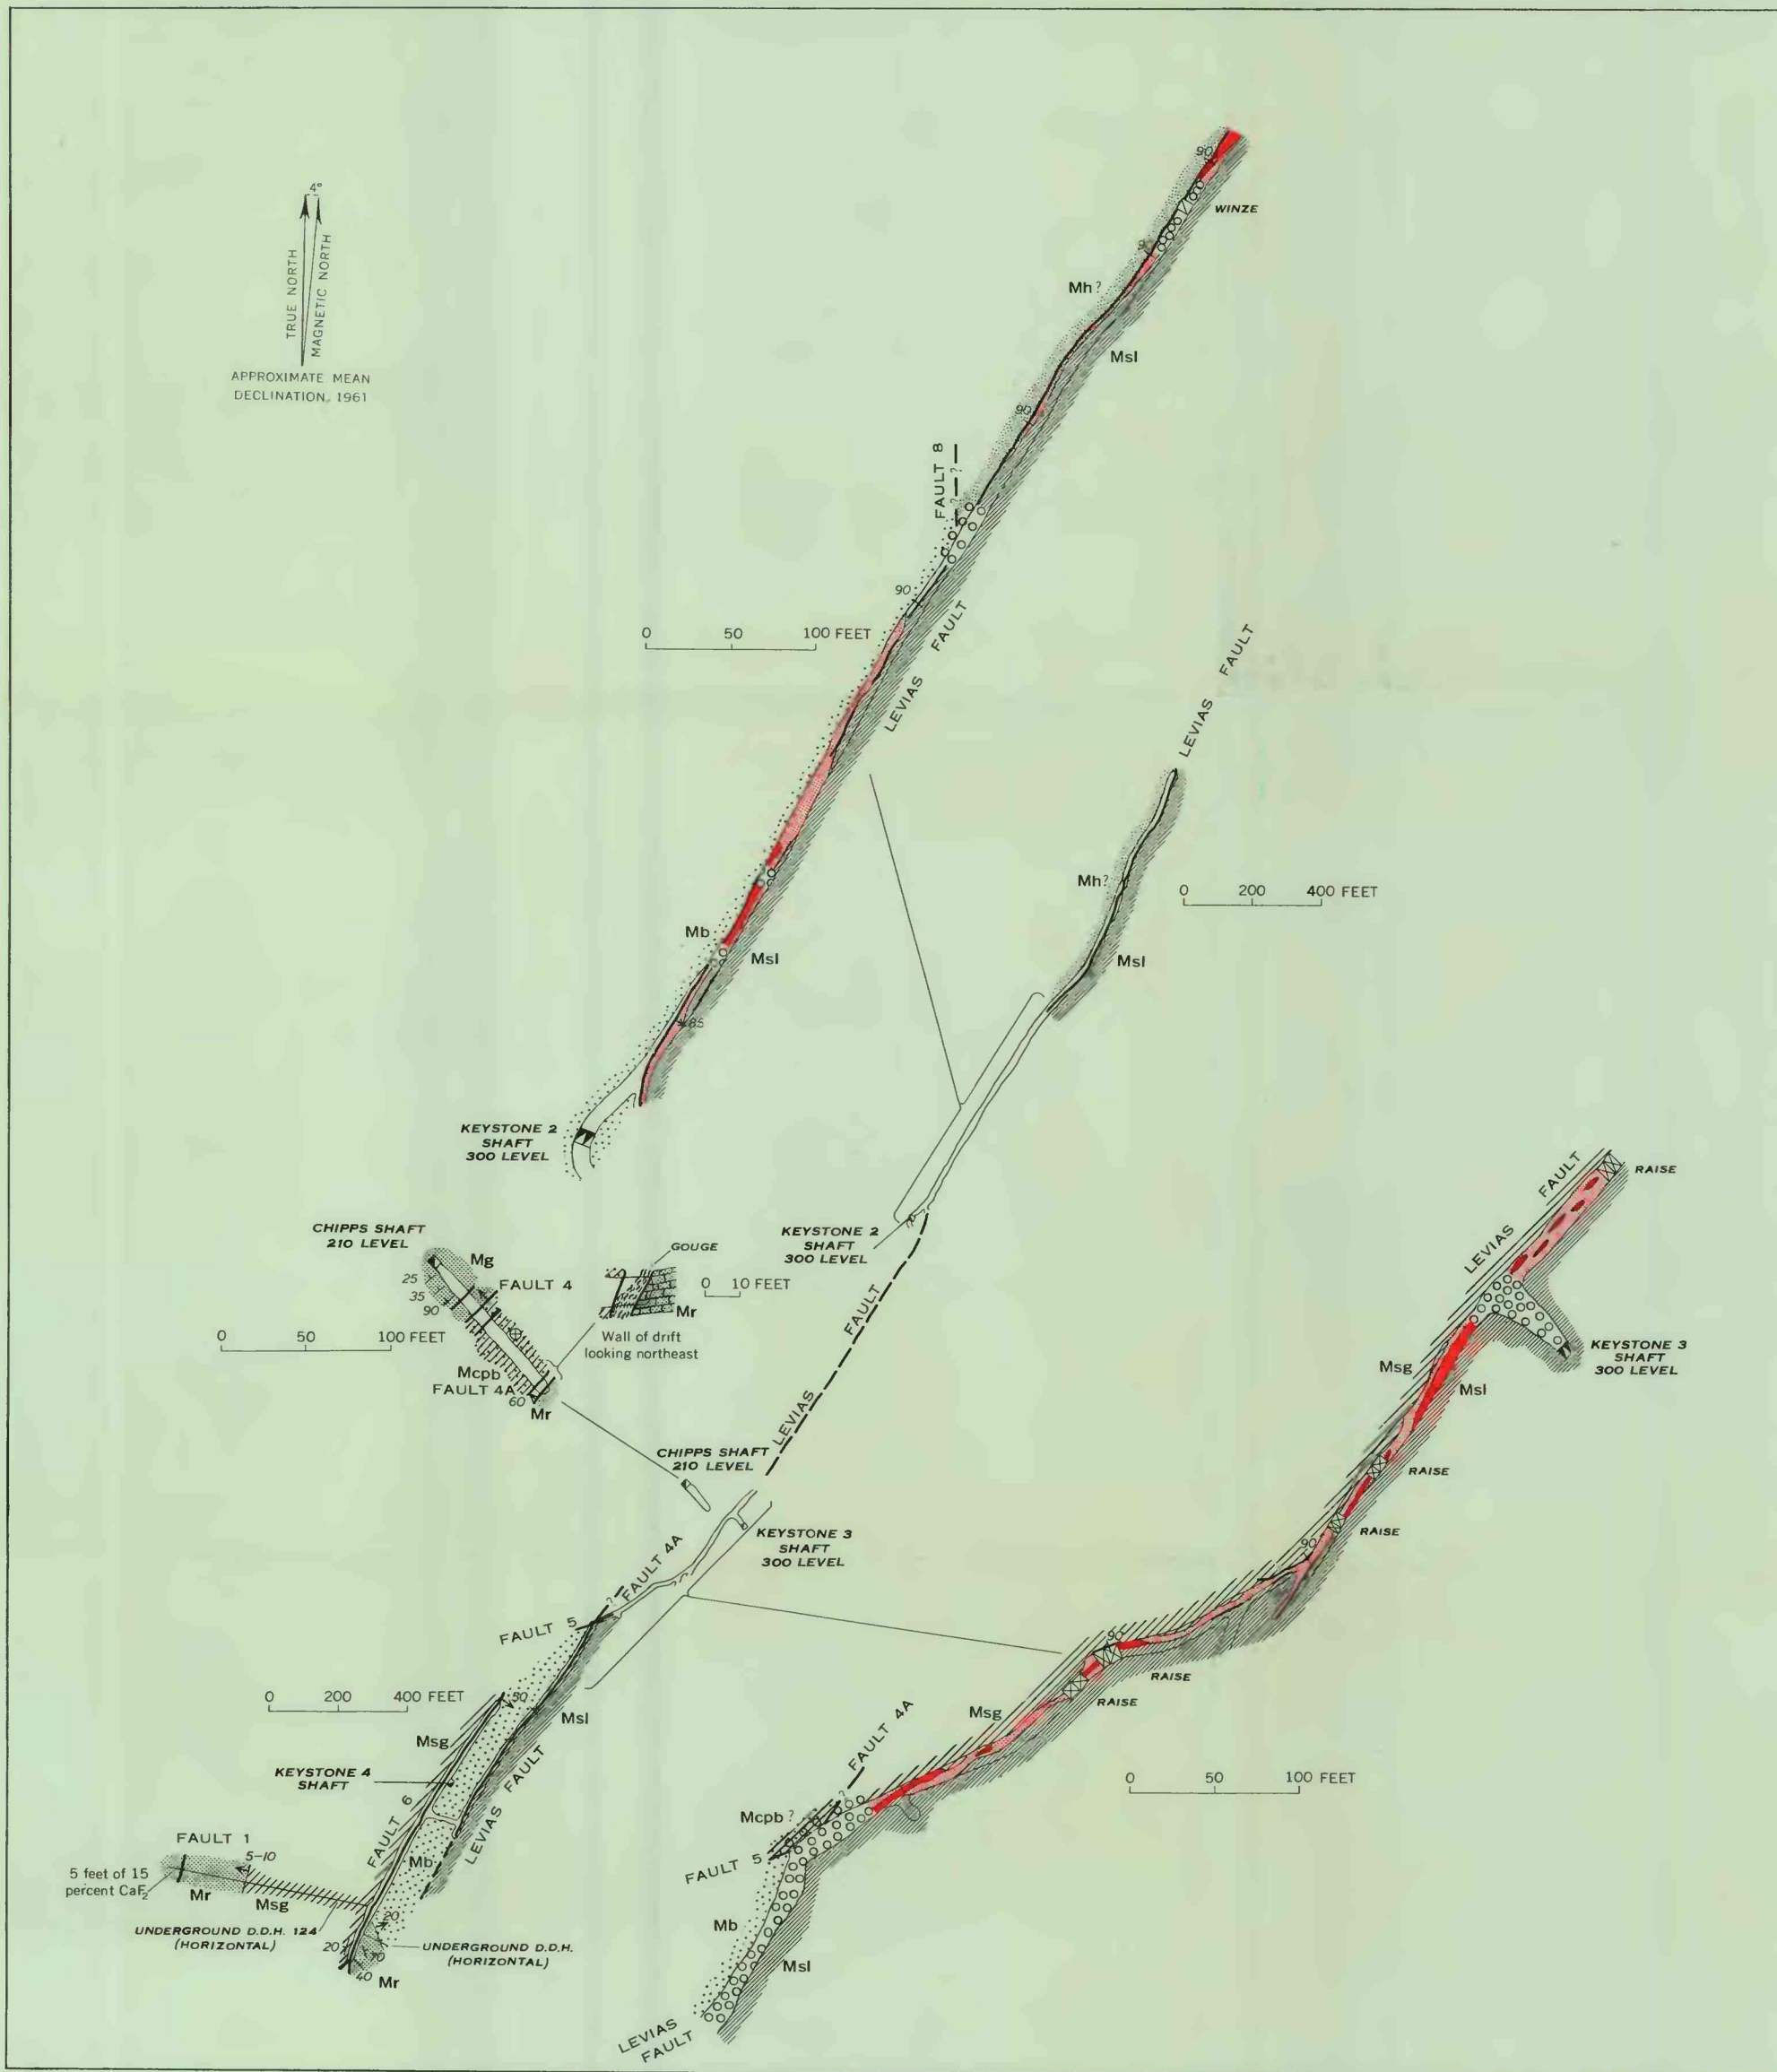 4°
TRUE NORTH
MAGNETIC NORTH
APPROXIMATE MEAN
DECLINATION, 1961
90
WINZE
90
Mh?
Msl
90
FAULT 8
?
?
90
0 50 100 FEET
LEVIAS FAULT
LEVIAS FAULT
Mh?
0 200 400 FEET
Msl
Mb
Msl
85
KEYSTONE 2
SHAFT
300 LEVEL
KEYSTONE 2
SHAFT
300 LEVEL
LEVIAS FAULT
RAISE
CHIPPS SHAFT
210 LEVEL
Mg
25
35
90
FAULT 4
GOUGE
0 10 FEET
Mr
Wall of drift
looking northeast
0 50 100 FEET
Mcpb
FAULT 4A
60
Mr
LEVIAS FAULT
KEYSTONE 3
SHAFT
300 LEVEL
Msg
Msl
CHIPPS SHAFT
210 LEVEL
RAISE
KEYSTONE 3
SHAFT
300 LEVEL
RAISE
90
FAULT 4A
?
FAULT 5
90
RAISE
RAISE
0 200 400 FEET
50
Msg
Msl
Msg
FAULT 4A
KEYSTONE 4
SHAFT
0 50 100 FEET
FAULT 6
LEVIAS FAULT
Mcpb?
?
FAULT 1
5-10
5 feet of 15
percent CaF2
Mr
Msg
Mb
FAULT 5
UNDERGROUND D.D.H. 124
(HORIZONTAL)
20
20
UNDERGROUND D.D.H.
(HORIZONTAL)
40
Mr
Mb
Msl
LEVIAS
FAULT